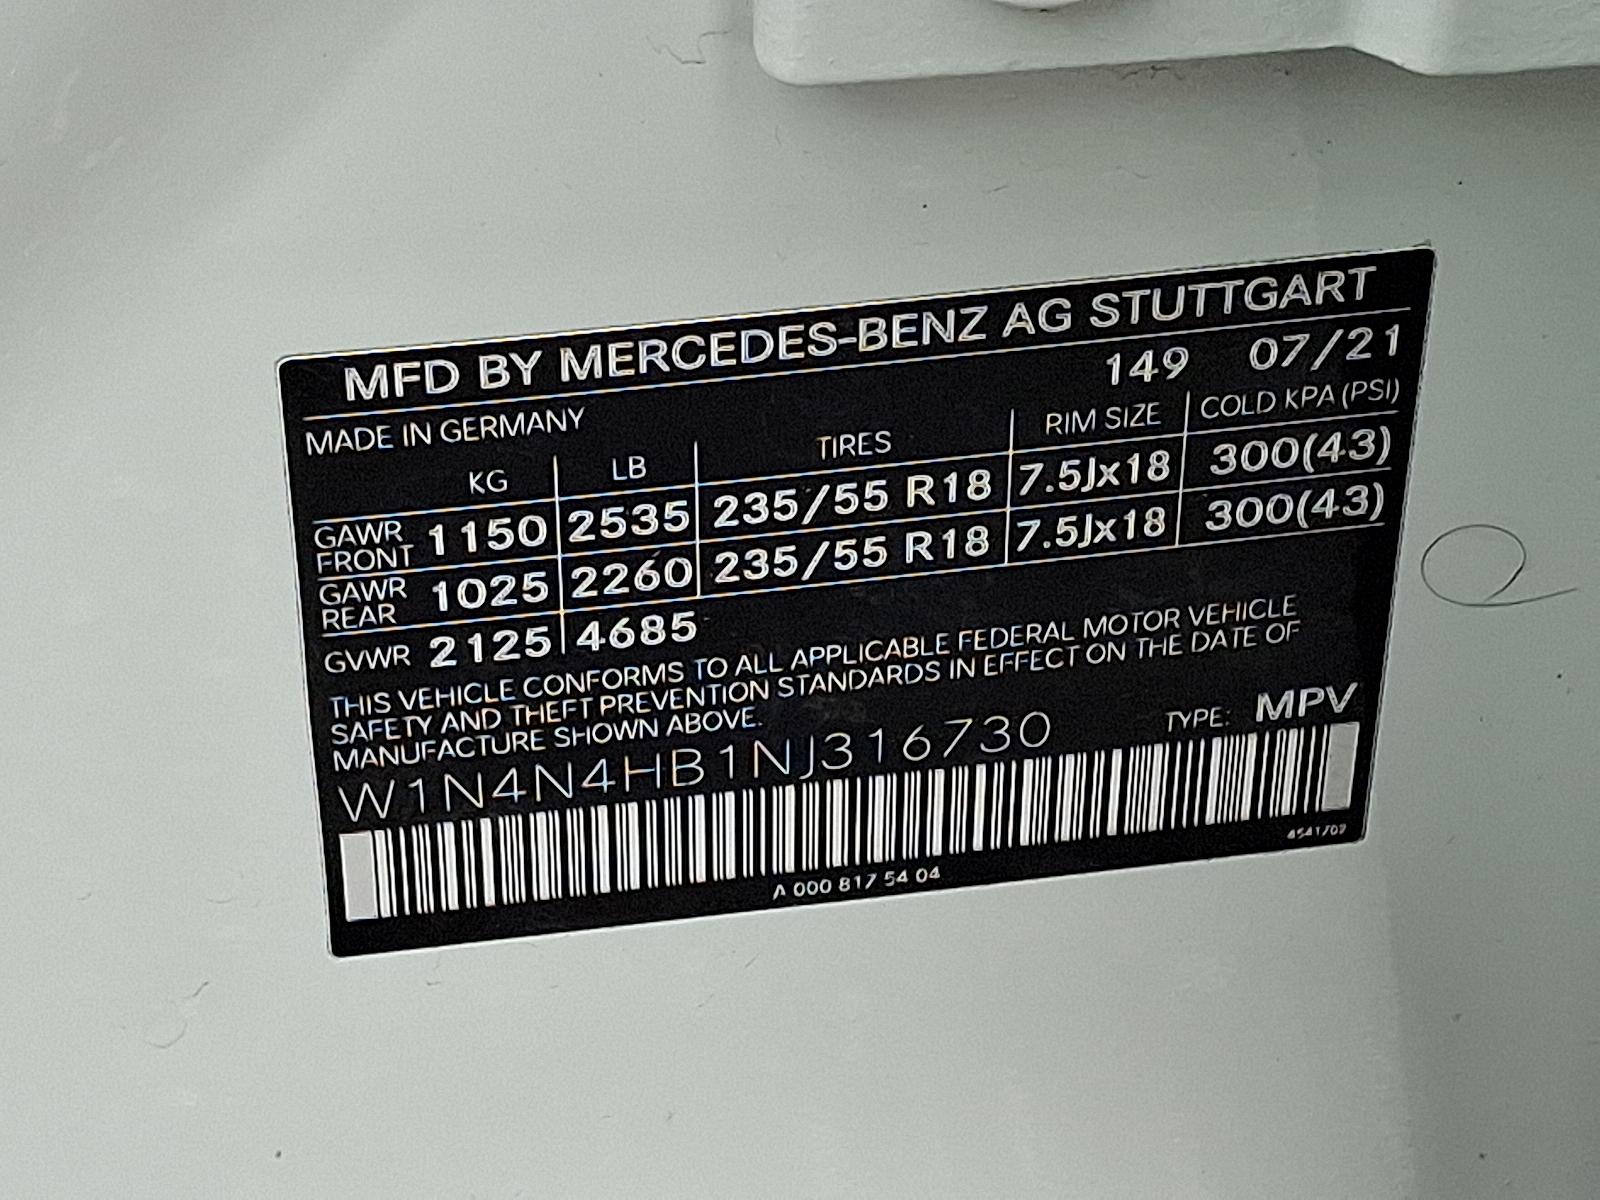 MFD BY MERCEDES-BENZ AG STUTTGART
149 07/21
MADE IN GERMANY
KG LB TIRES RIM SIZE COLD KPA (PSI)
GAWR FRONT 1150 2535 235/55 R18 7.5Jx18 300(43)
GAWR REAR 1025 2260 235/55 R18 7.5Jx18 300(43)
GVWR 2125 4685
THIS VEHICLE CONFORMS TO ALL APPLICABLE FEDERAL MOTOR VEHICLE
SAFETY AND THEFT PREVENTION STANDARDS IN EFFECT ON THE DATE OF
MANUFACTURE SHOWN ABOVE.
W1N4N4HB1NJ316730 TYPE: MPV
A 000 817 54 04